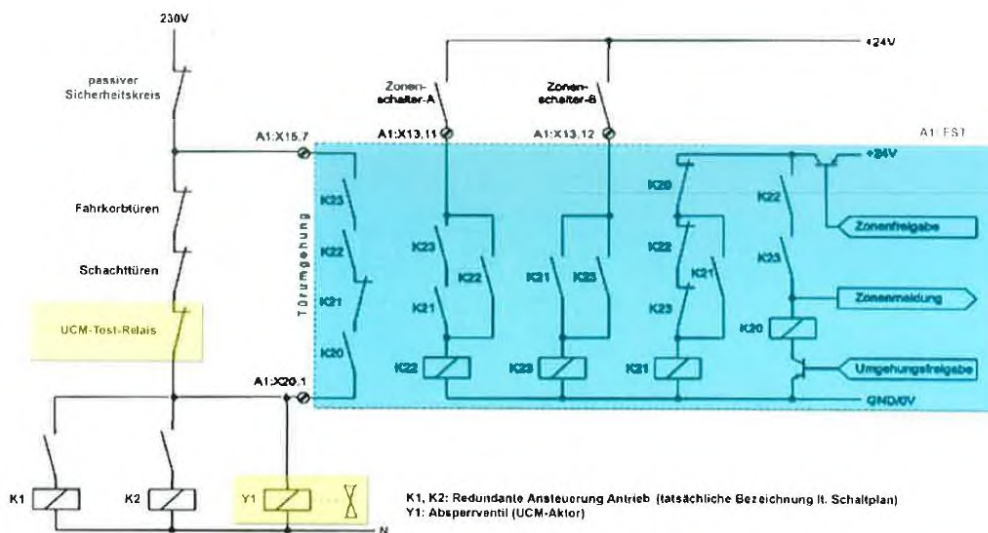 230V
passiver
Sicherheitskreis
Fahrkorbtüren
Schachttüren
UCM-Test-Relais
K1
K2
Y1
N
A1:X15.7
A1:X20.1
Türumgehung
K23
K22
K21
K20
+24V
Zonen-
schalter-A
Zonen-
schalter-B
A1:X13.11
A1:X13.12
A1: FST
K23
K22
K21
K22
K21
K23
K23
K20
K22
K21
K23
K21
+24V
K22
Zonenfreigabe
K23
Zonenmeldung
K20
Umgehungsfreigabe
GND/0V
K1, K2: Redundante Ansteuerung Antrieb (tatsächliche Bezeichnung lt. Schaltplan)
Y1: Absperrventil (UCM-Aktor)